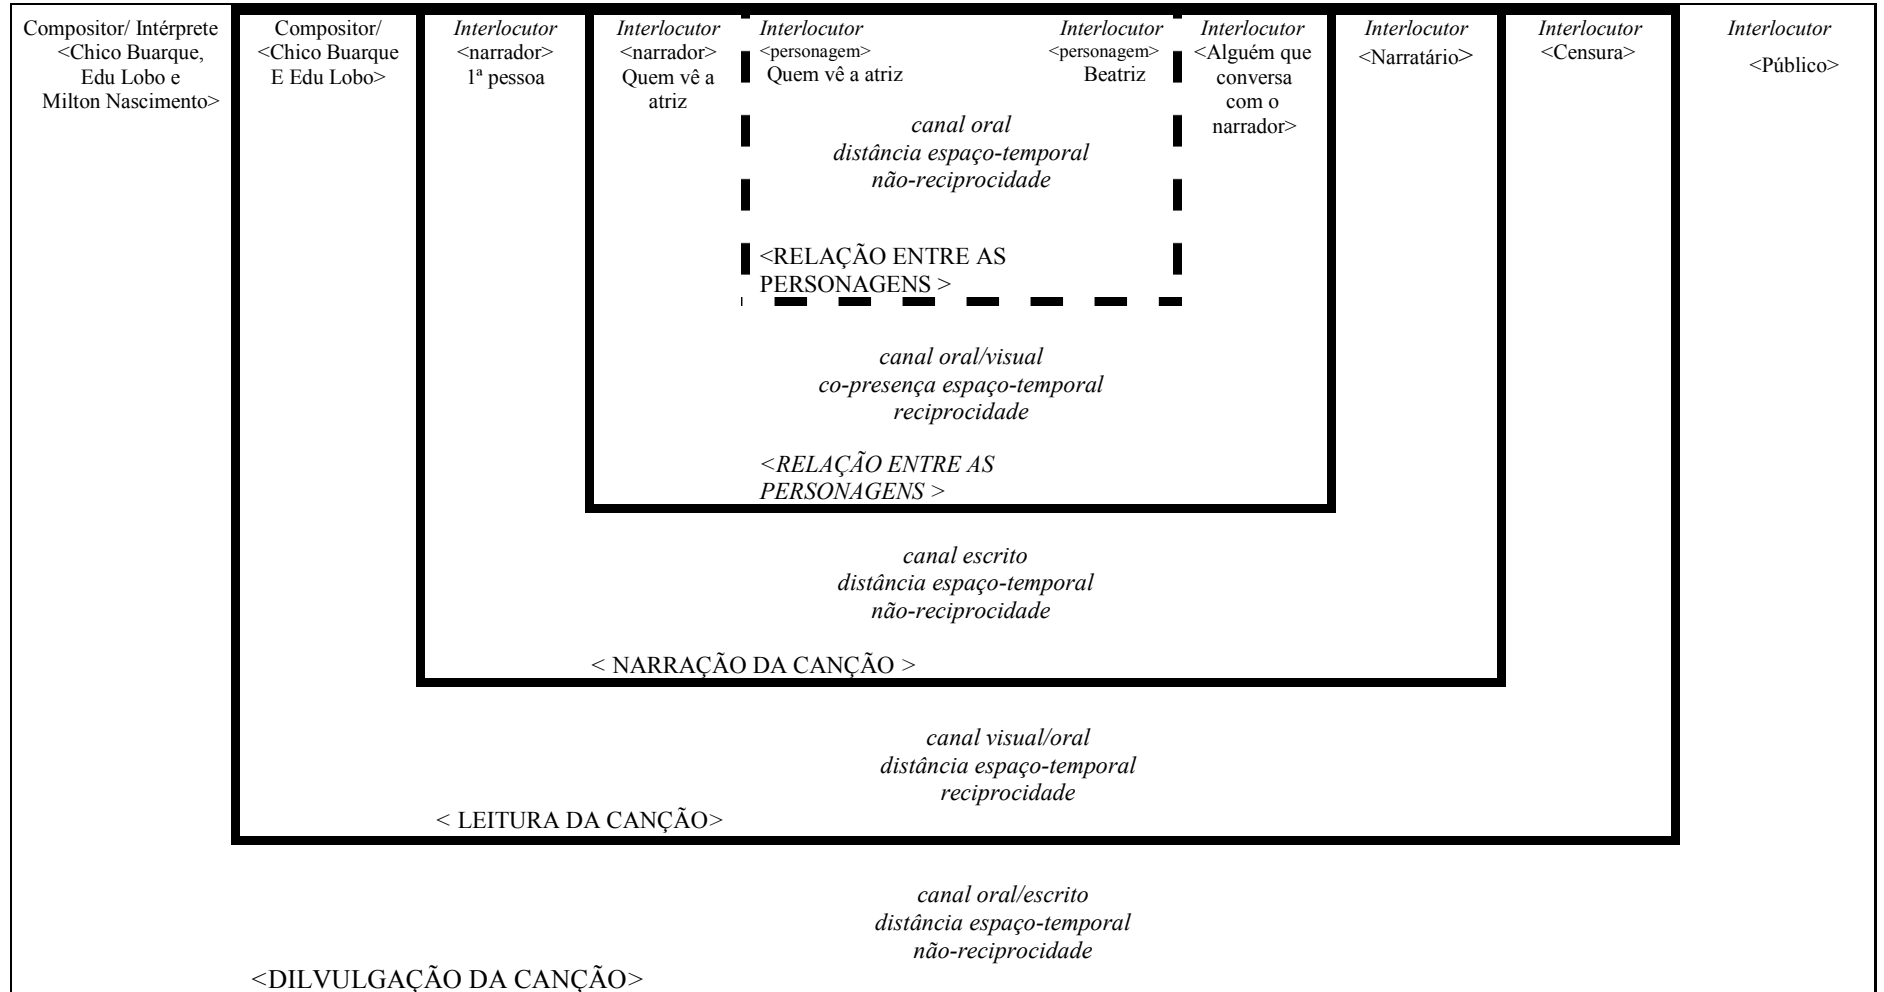 Compositor/ Intérprete
<Chico Buarque,
Edu Lobo e
Milton Nascimento>
Compositor/
<Chico Buarque
E Edu Lobo>
Interlocutor
<narrador>
1ª pessoa
Interlocutor
<narrador>
Quem vê a
atriz
Interlocutor
<personagem>
Quem vê a atriz
Interlocutor
<personagem>
Beatriz
Interlocutor
<Alguém que
conversa
com o
narrador>
Interlocutor
<Narratário>
Interlocutor
<Censura>
Interlocutor
<Público>
canal oral
distância espaço-temporal
não-reciprocidade
<RELAÇÃO ENTRE AS
PERSONAGENS >
canal oral/visual
co-presença espaço-temporal
reciprocidade
<RELAÇÃO ENTRE AS
PERSONAGENS >
canal escrito
distância espaço-temporal
não-reciprocidade
< NARRAÇÃO DA CANÇÃO >
canal visual/oral
distância espaço-temporal
reciprocidade
< LEITURA DA CANÇÃO>
canal oral/escrito
distância espaço-temporal
não-reciprocidade
<DILVULGAÇÃO DA CANÇÃO>